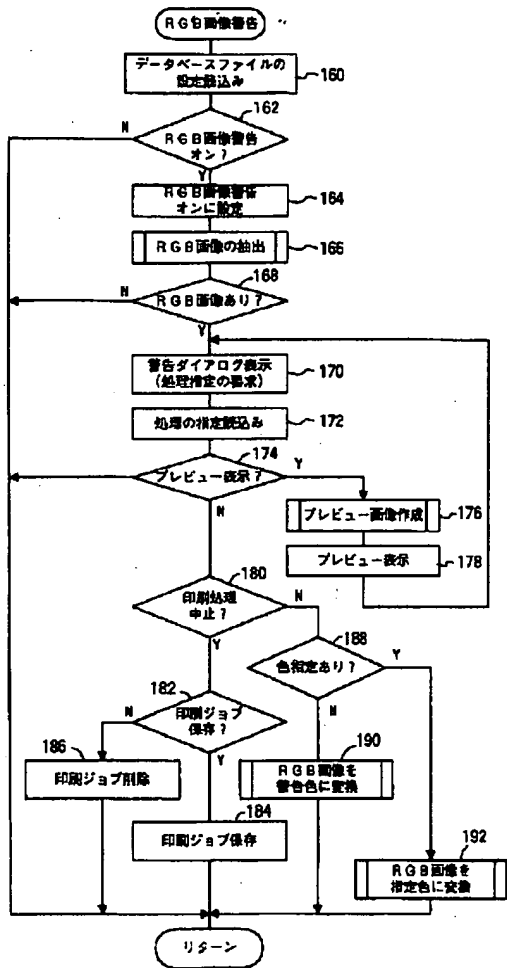 RGB画像警告
データベースファイルの
設定読込み
160
162
N
RGB画像警告
オン?
Y
RGB画像警告
オンに設定
164
RGB画像の抽出
166
168
N
RGB画像あり?
Y
警告ダイアログ表示
(処理指定の要求)
170
処理の指定読込み
172
174
プレビュー表示?
Y
N
プレビュー画像作成
176
プレビュー表示
178
180
印刷処理
中止?
N
Y
188
色指定あり?
Y
N
182
印刷ジョブ
保存?
N
Y
186
印刷ジョブ削除
190
RGB画像を
警告色に変換
184
印刷ジョブ保存
192
RGB画像を
指定色に変換
リターン